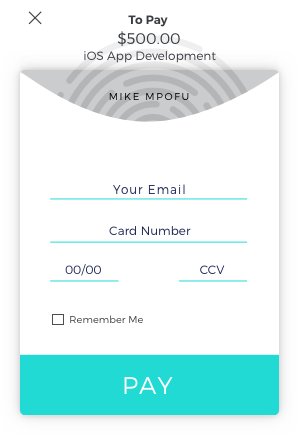 To Pay
$500.00
iOS App Development
MIKE MPOFU
Your Email
Card Number
00/00 CCV
Remember Me
PAY